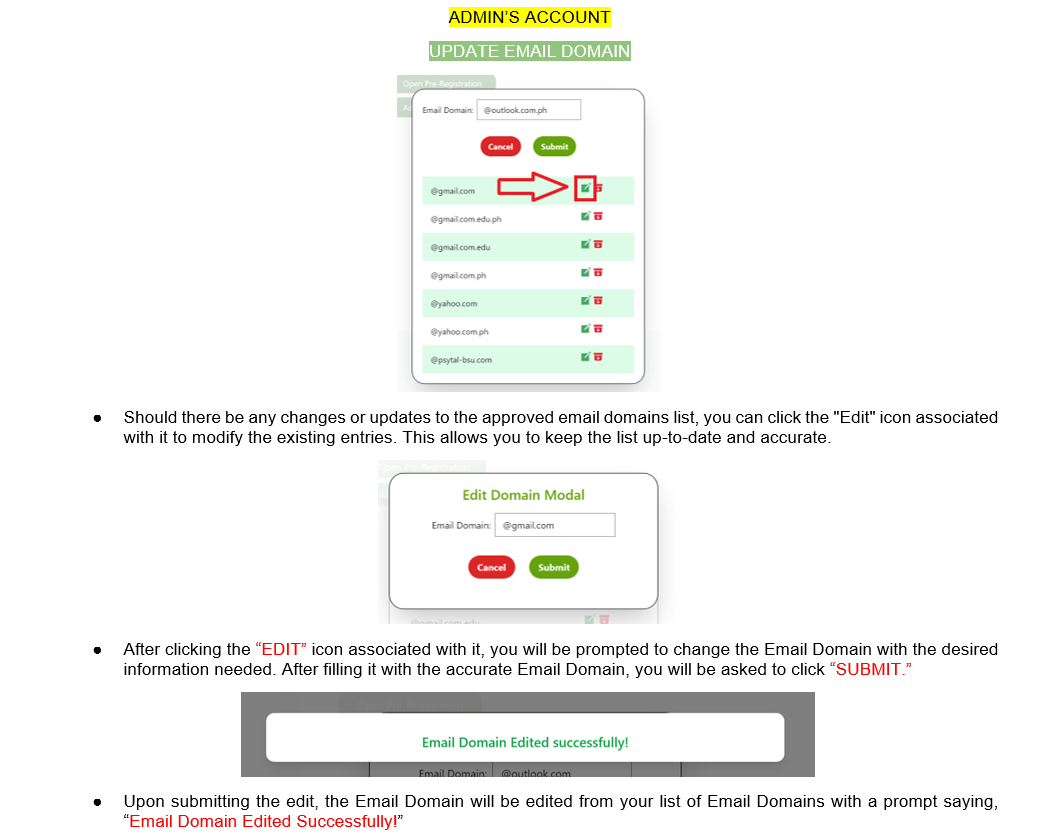 ADMIN'S ACCOUNT
UPDATE EMAIL DOMAIN
Open Pre-Registration
Email Domain: @outlook.com.ph
Cancel Submit
@gmail.com
@gmail.com.edu.ph
@gmail.com.edu
@gmail.com.ph
@yahoo.com
@yahoo.com.ph
@psytal-bsu.com
● Should there be any changes or updates to the approved email domains list, you can click the "Edit" icon associated
with it to modify the existing entries. This allows you to keep the list up-to-date and accurate.
Open Pre-Registration
Edit Domain Modal
Email Domain: @gmail.com
Cancel Submit
@gmail.com.edu
● After clicking the “EDIT” icon associated with it, you will be prompted to change the Email Domain with the desired
information needed. After filling it with the accurate Email Domain, you will be asked to click “SUBMIT.”
Email Domain Edited successfully!
Email Domain: @outlook.com
● Upon submitting the edit, the Email Domain will be edited from your list of Email Domains with a prompt saying,
“Email Domain Edited Successfully!”